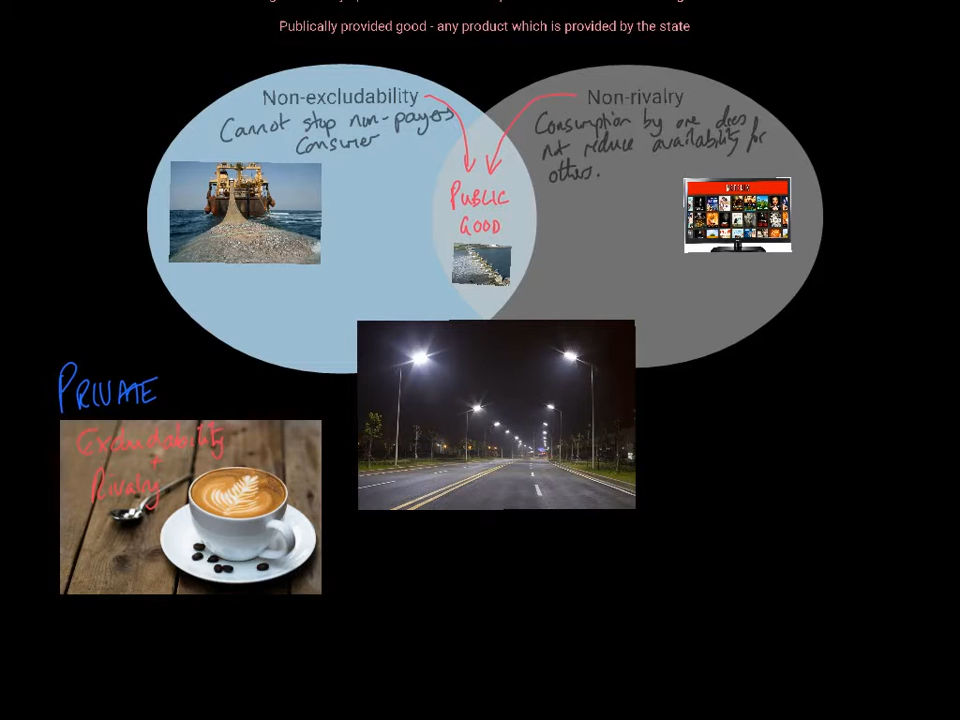 Publically provided good - any product which is provided by the state
Non-excludability
Cannot stop non-payers
consumer
Non-rivalry
Consumption by one does
not reduce availability for
others.
PUBLIC
GOOD
PRIVATE
Excludability
+
Rivalry